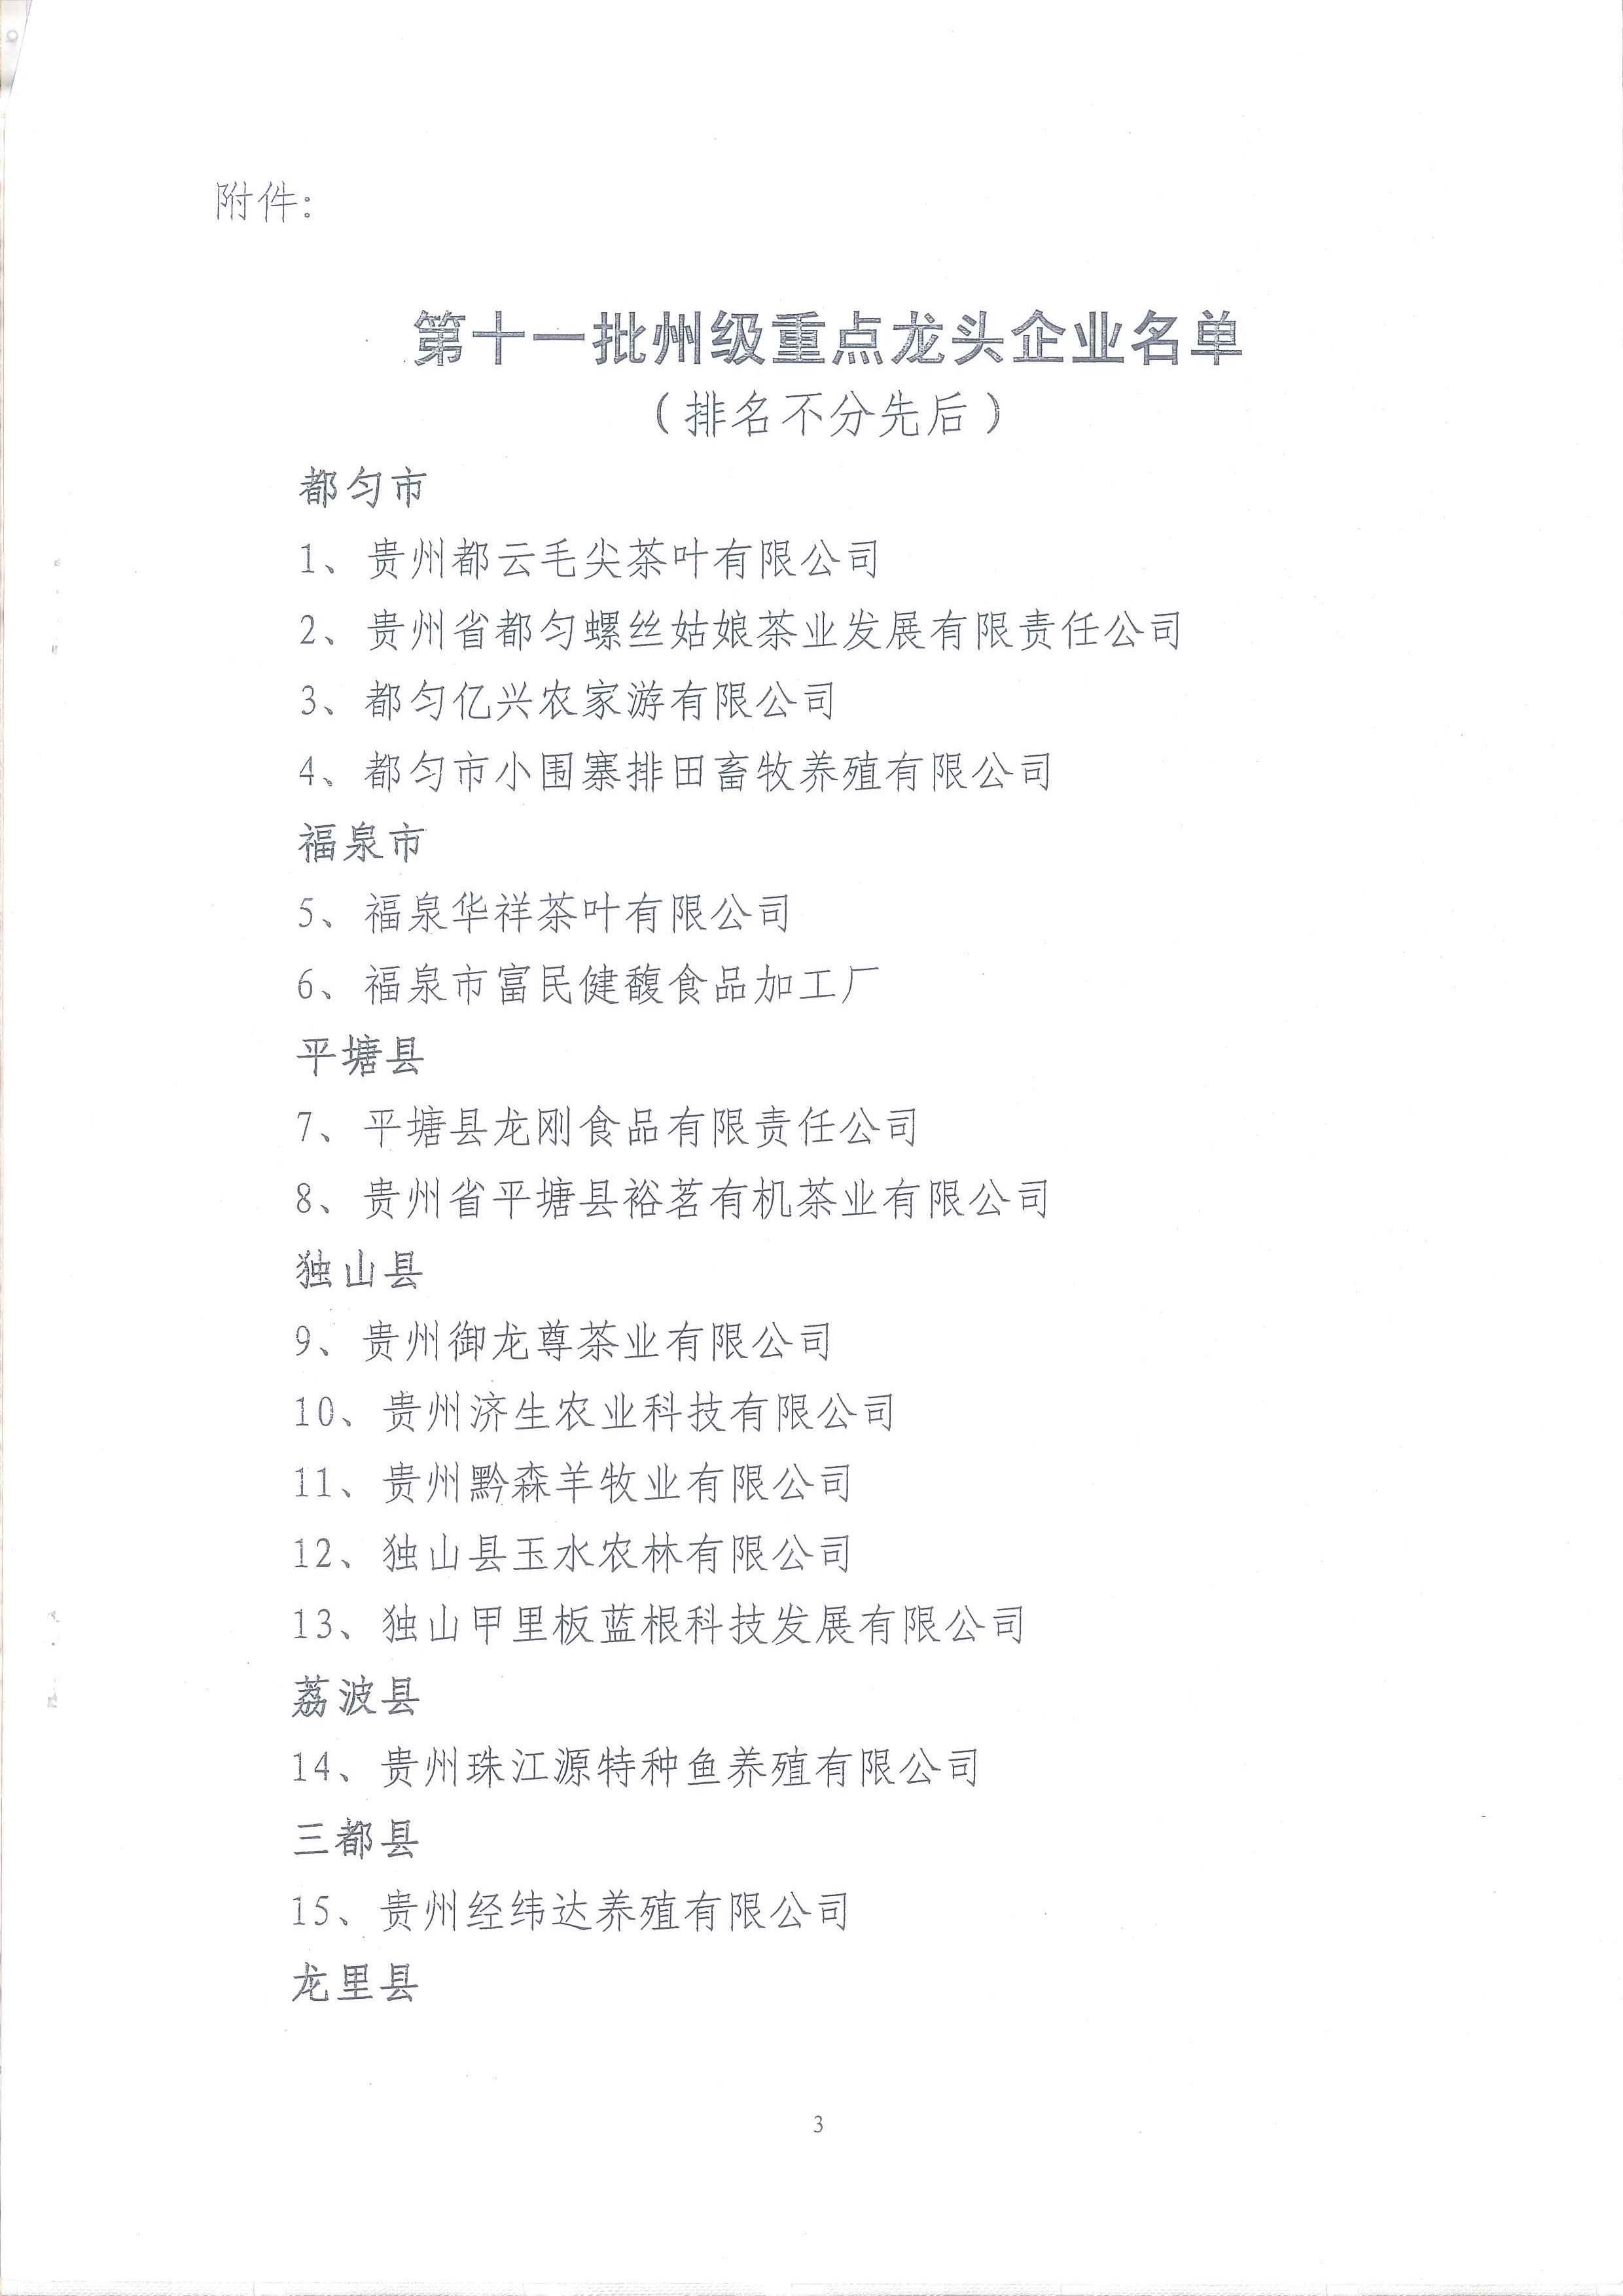 附件:
第十一批州级重点龙头企业名单
（排名不分先后）
都匀市
1、贵州都云毛尖茶叶有限公司
2、贵州省都匀螺丝姑娘茶业发展有限责任公司
3、都匀亿兴农家游有限公司
4、都匀市小围寨排田畜牧养殖有限公司
福泉市
5、福泉华祥茶叶有限公司
6、福泉市富民健馥食品加工厂
平塘县
7、平塘县龙刚食品有限责任公司
8、贵州省平塘县裕茗有机茶业有限公司
独山县
9、贵州御龙尊茶业有限公司
10、贵州济生农业科技有限公司
11、贵州黔森羊牧业有限公司
12、独山县玉水农林有限公司
13、独山甲里板蓝根科技发展有限公司
荔波县
14、贵州珠江源特种鱼养殖有限公司
三都县
15、贵州经纬达养殖有限公司
龙里县
3